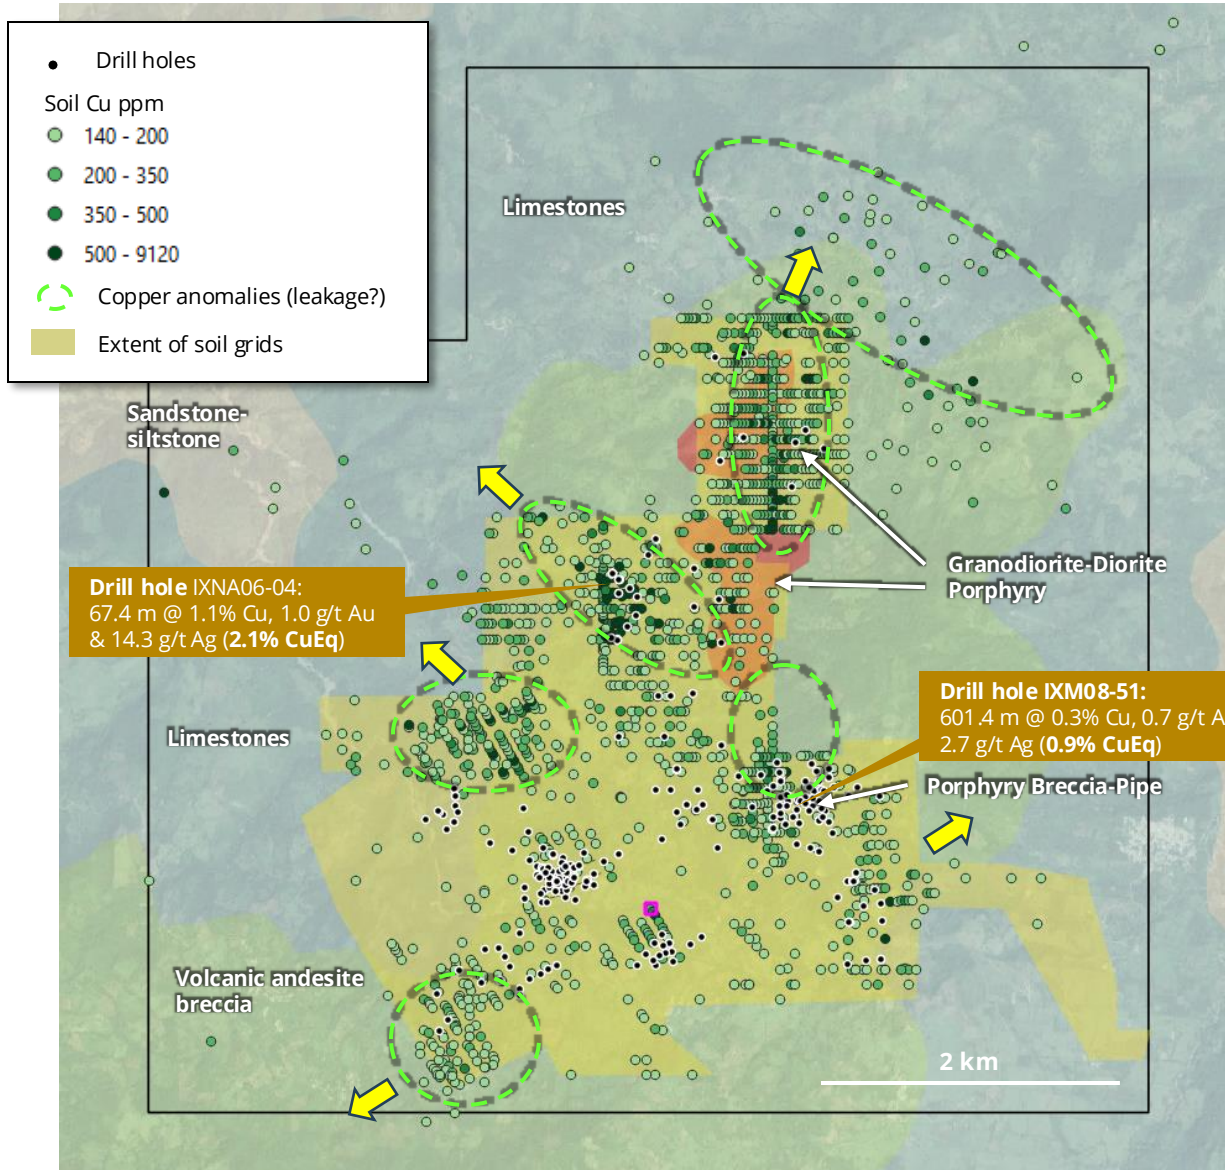 Drill holes
Soil Cu ppm
140 - 200
200 - 350
350 - 500
500 - 9120
Copper anomalies (leakage?)
Extent of soil grids
Limestones
Sandstone-
siltstone
Granodiorite-Diorite
Porphyry
Drill hole IXNA06-04:
67.4 m @ 1.1% Cu, 1.0 g/t Au
& 14.3 g/t Ag (2.1% CuEq)
Limestones
Drill hole IXM08-51:
601.4 m @ 0.3% Cu, 0.7 g/t A
2.7 g/t Ag (0.9% CuEq)
Porphyry Breccia-Pipe
Volcanic andesite
breccia
2 km